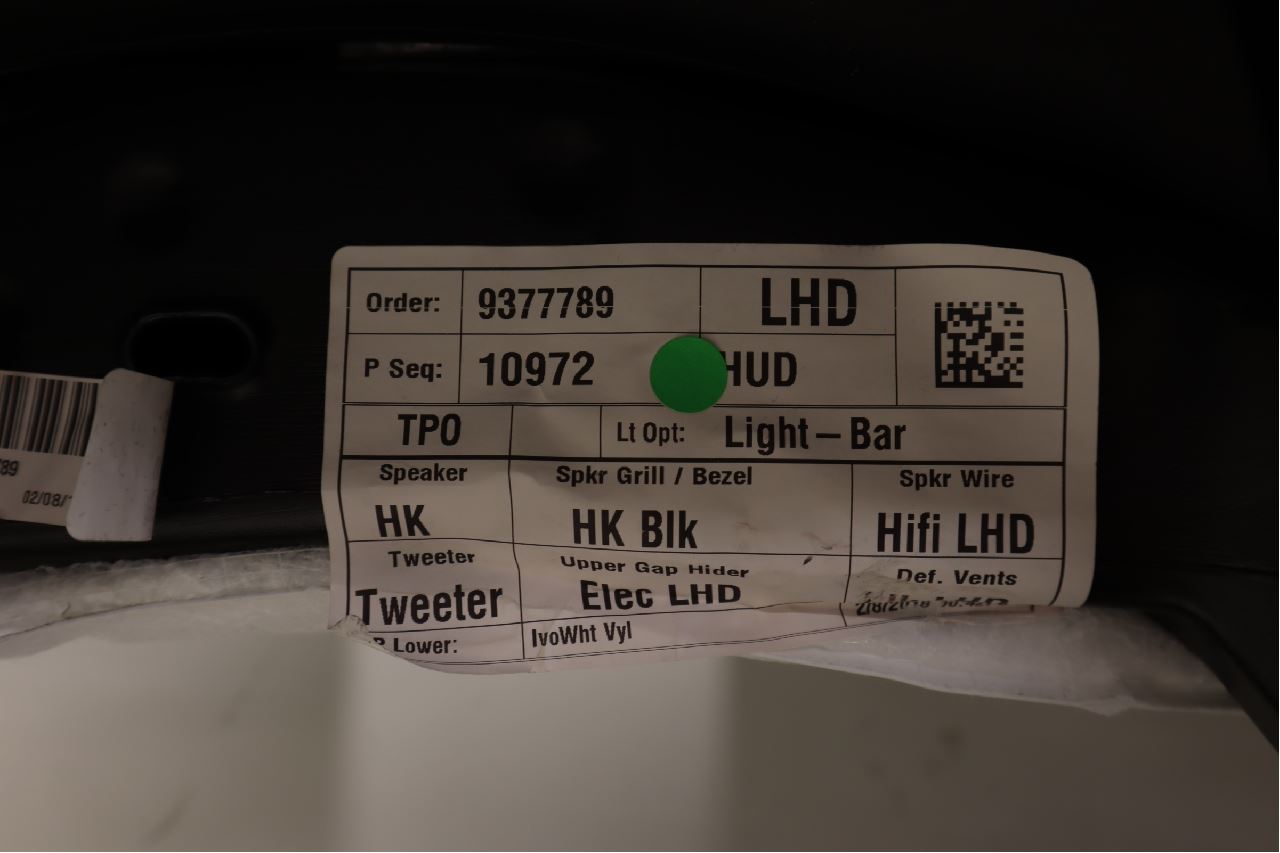 Order: 9377789 LHD
P Seq: 10972 HUD
TPO Lt Opt: Light-Bar
Speaker Spkr Grill / Bezel Spkr Wire
HK HK Blk Hifi LHD
Tweeter Upper Gap Hider Def. Vents
Tweeter Elec LHD
Lower: IvoWht Vyl
89
02/08/